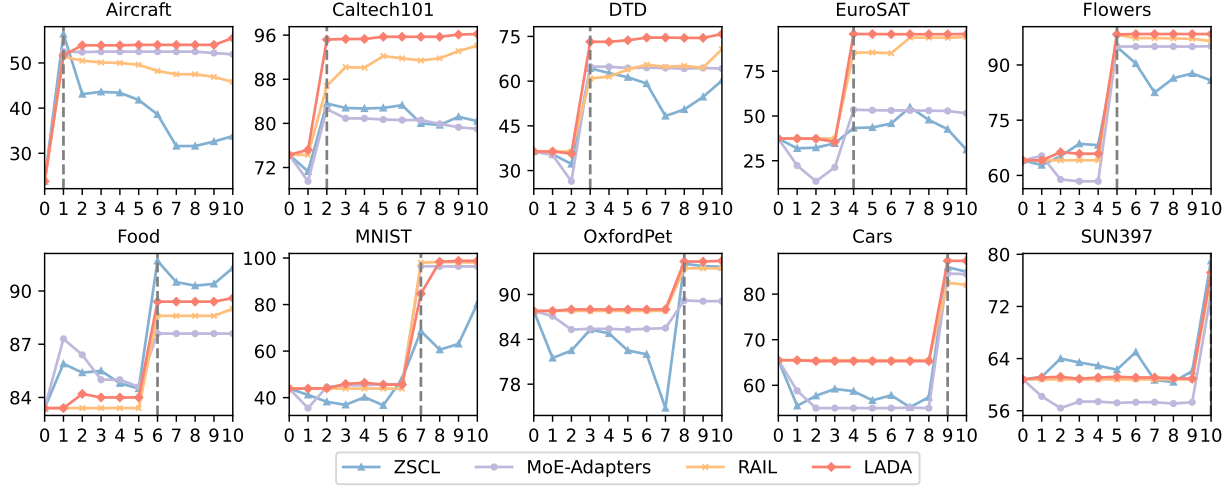 Aircraft Caltech101 DTD EuroSAT Flowers
50 40 30
96 88 80 72
75 60 45 30
75 50 25
90 75 60
0 1 2 3 4 5 6 7 8 9 10 0 1 2 3 4 5 6 7 8 9 10 0 1 2 3 4 5 6 7 8 9 10 0 1 2 3 4 5 6 7 8 9 10 0 1 2 3 4 5 6 7 8 9 10
Food MNIST OxfordPet Cars SUN397
90 87 84
100 80 60 40
90 84 78
80 70 60
80 72 64 56
0 1 2 3 4 5 6 7 8 9 10 0 1 2 3 4 5 6 7 8 9 10 0 1 2 3 4 5 6 7 8 9 10 0 1 2 3 4 5 6 7 8 9 10 0 1 2 3 4 5 6 7 8 9 10
ZSCL MoE-Adapters RAIL LADA